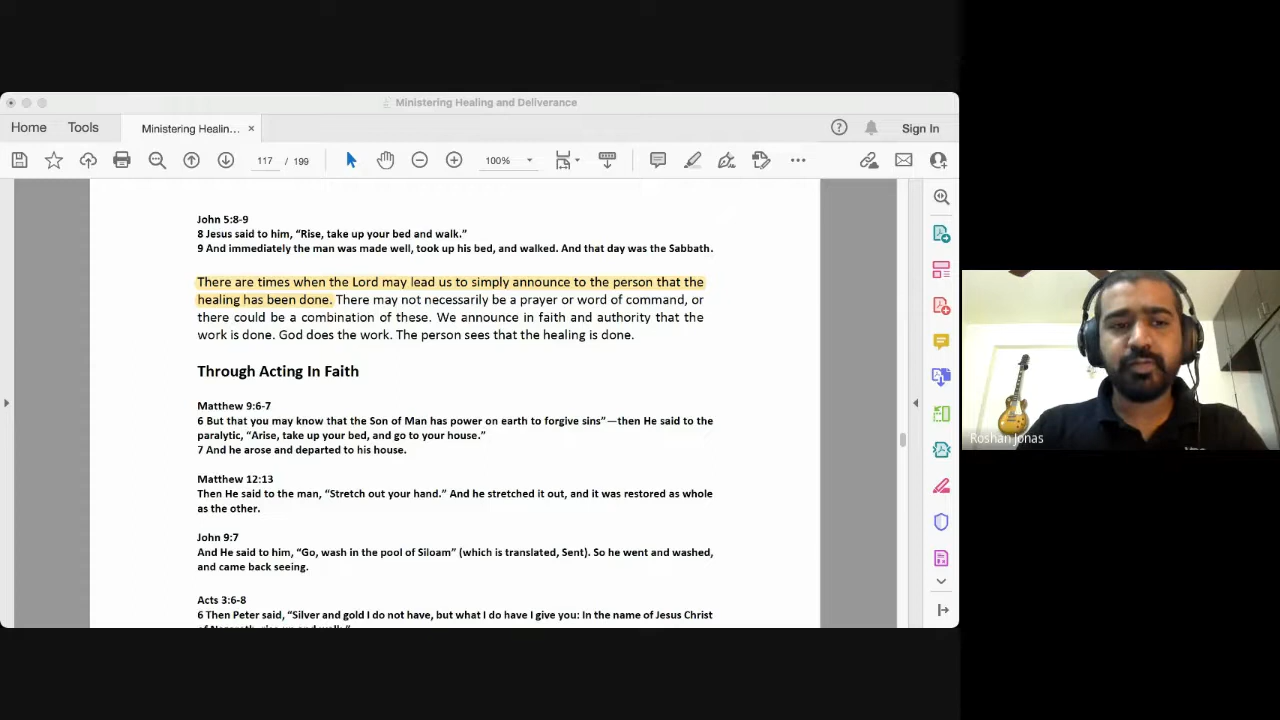 Ministering Healing and Deliverance
Home
Tools
Ministering Healin... ×
Sign In
117 / 199
100%
John 5:8-9
8 Jesus said to him, “Rise, take up your bed and walk.”
9 And immediately the man was made well, took up his bed, and walked. And that day was the Sabbath.
There are times when the Lord may lead us to simply announce to the person that the
healing has been done. There may not necessarily be a prayer or word of command, or
there could be a combination of these. We announce in faith and authority that the
work is done. God does the work. The person sees that the healing is done.
Through Acting In Faith
Matthew 9:6-7
6 But that you may know that the Son of Man has power on earth to forgive sins”—then He said to the
paralytic, “Arise, take up your bed, and go to your house.”
7 And he arose and departed to his house.
Matthew 12:13
Then He said to the man, “Stretch out your hand.” And he stretched it out, and it was restored as whole
as the other.
John 9:7
And He said to him, “Go, wash in the pool of Siloam” (which is translated, Sent). So he went and washed,
and came back seeing.
Acts 3:6-8
6 Then Peter said, “Silver and gold I do not have, but what I do have I give you: In the name of Jesus Christ
Roshan Jonas